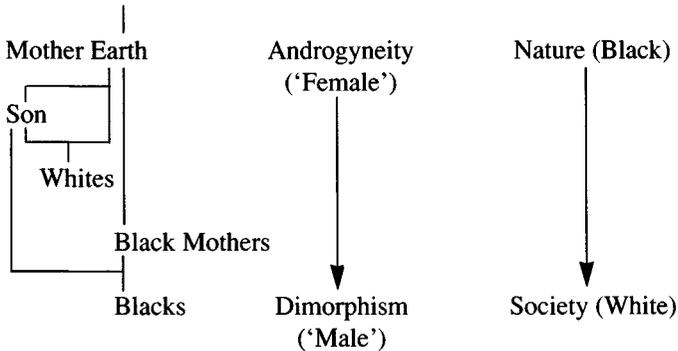 Mother Earth
Son
Whites
Black Mothers
Blacks
Androgyneity
(‘Female’)
Dimorphism
(‘Male’)
Nature (Black)
Society (White)